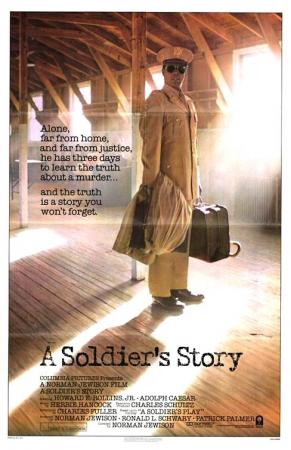 Alone,
far from home,
and far from justice,
he has three days
to learn the truth
about a murder...
and the truth
is a story you
won't forget.
A Soldier's Story
COLUMBIA PICTURES Presents
A NORMAN JEWISON FILM
A SOLDIER'S STORY
HOWARD E. ROLLINS, JR. · ADOLPH CAESAR
HERBIE HANCOCK CHARLES SCHULTZ
CHARLES FULLER "A SOLDIER'S PLAY"
NORMAN JEWISON · RONALD L. SCHWARY · PATRICK PALMER
NORMAN JEWISON